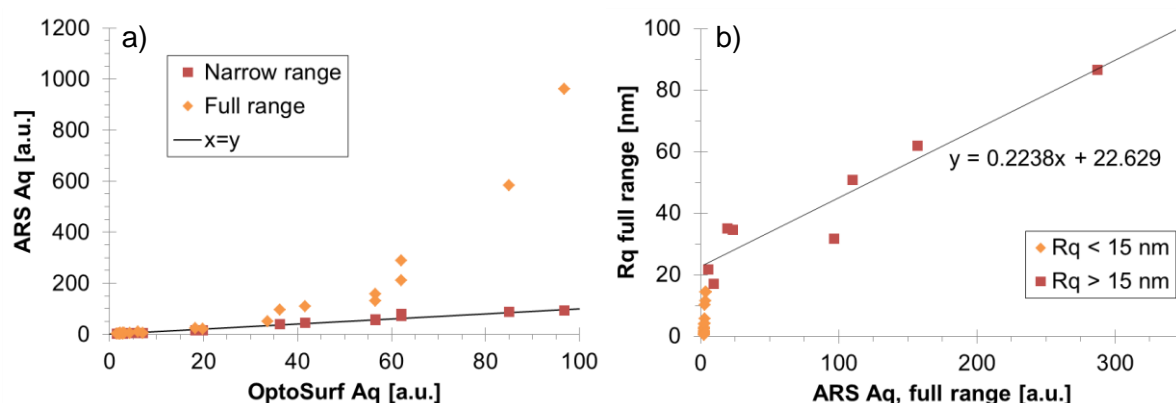 a)
1200
1000
800
600
400
200
0
0 20 40 60 80 100
ARS Aq [a.u.]
OptoSurf Aq [a.u.]
Narrow range
Full range
x=y
b)
100
80
60
40
20
0
0 100 200 300
Rq full range [nm]
ARS Aq, full range [a.u.]
y = 0.2238x + 22.629
Rq < 15 nm
Rq > 15 nm